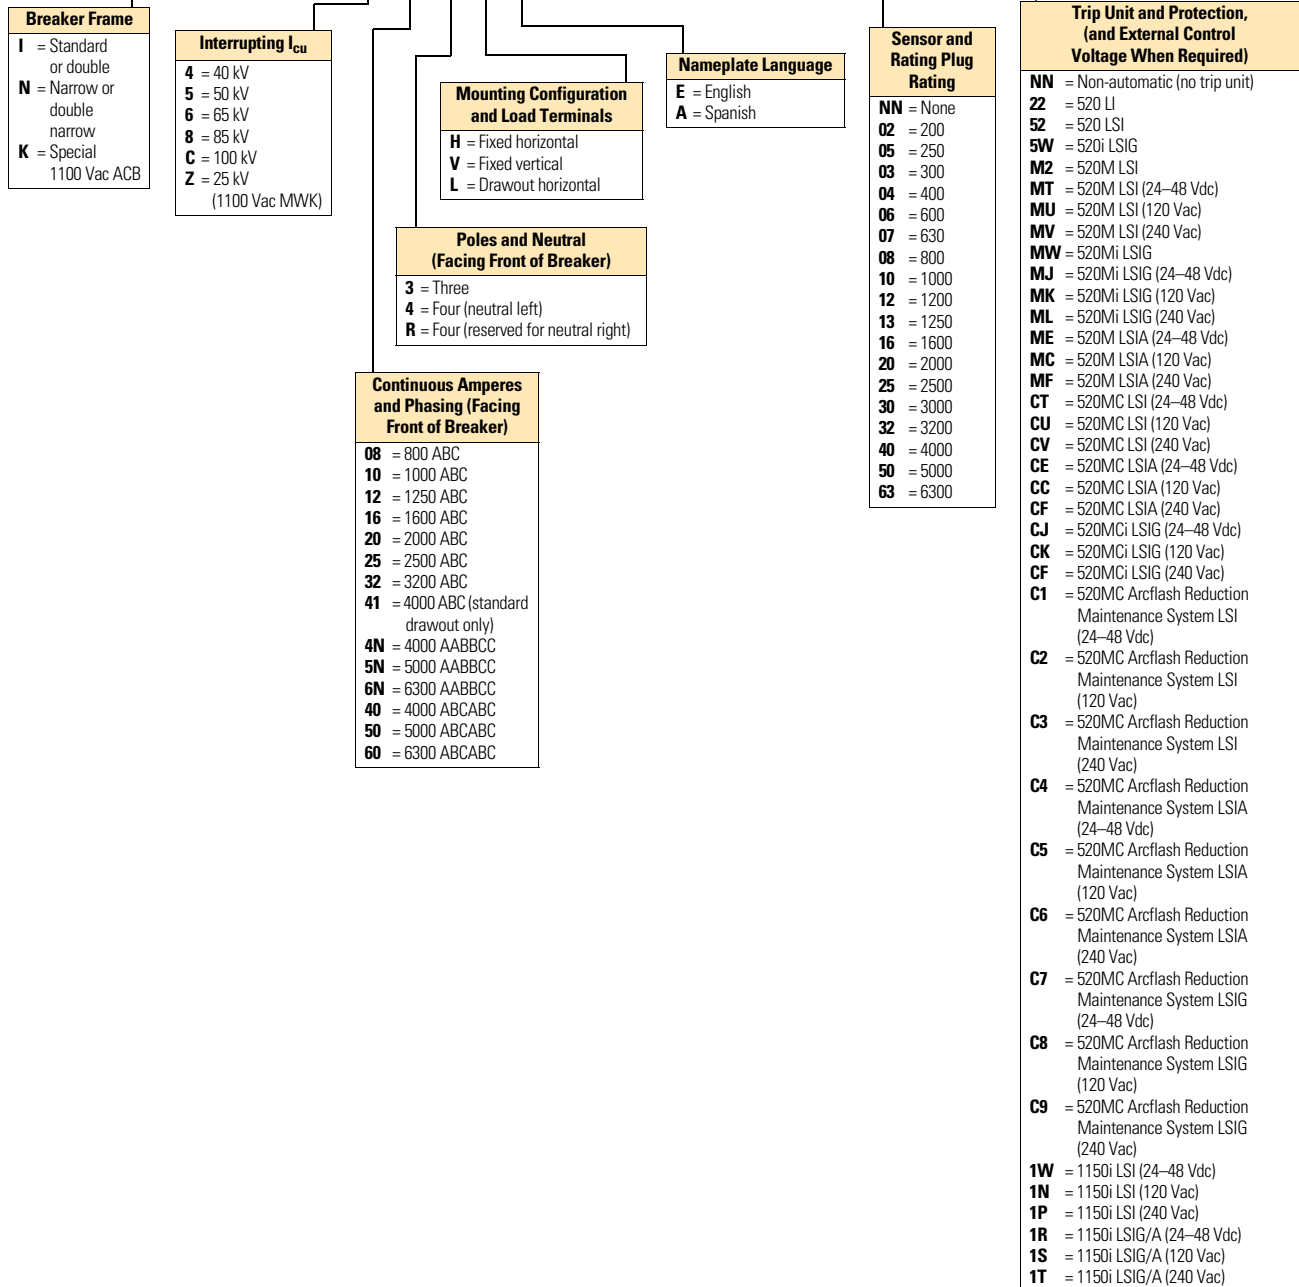 Breaker Frame
I = Standard
or double
N = Narrow or
double
narrow
K = Special
1100 Vac ACB
Interrupting Icu
4 = 40 kV
5 = 50 kV
6 = 65 kV
8 = 85 kV
C = 100 kV
Z = 25 kV
(1100 Vac MWK)
Continuous Amperes
and Phasing (Facing
Front of Breaker)
08 = 800 ABC
10 = 1000 ABC
12 = 1250 ABC
16 = 1600 ABC
20 = 2000 ABC
25 = 2500 ABC
32 = 3200 ABC
41 = 4000 ABC (standard
drawout only)
4N = 4000 AABBCC
5N = 5000 AABBCC
6N = 6300 AABBCC
40 = 4000 ABCABC
50 = 5000 ABCABC
60 = 6300 ABCABC
Poles and Neutral
(Facing Front of Breaker)
3 = Three
4 = Four (neutral left)
R = Four (reserved for neutral right)
Mounting Configuration
and Load Terminals
H = Fixed horizontal
V = Fixed vertical
L = Drawout horizontal
Nameplate Language
E = English
A = Spanish
Sensor and
Rating Plug
Rating
NN = None
02 = 200
05 = 250
03 = 300
04 = 400
06 = 600
07 = 630
08 = 800
10 = 1000
12 = 1200
13 = 1250
16 = 1600
20 = 2000
25 = 2500
30 = 3000
32 = 3200
40 = 4000
50 = 5000
63 = 6300
Trip Unit and Protection,
(and External Control
Voltage When Required)
NN = Non-automatic (no trip unit)
22 = 520 LI
52 = 520 LSI
5W = 520i LSIG
M2 = 520M LSI
MT = 520M LSI (24–48 Vdc)
MU = 520M LSI (120 Vac)
MV = 520M LSI (240 Vac)
MW = 520Mi LSIG
MJ = 520Mi LSIG (24–48 Vdc)
MK = 520Mi LSIG (120 Vac)
ML = 520Mi LSIG (240 Vac)
ME = 520M LSIA (24–48 Vdc)
MC = 520M LSIA (120 Vac)
MF = 520M LSIA (240 Vac)
CT = 520MC LSI (24–48 Vdc)
CU = 520MC LSI (120 Vac)
CV = 520MC LSI (240 Vac)
CE = 520MC LSIA (24–48 Vdc)
CC = 520MC LSIA (120 Vac)
CF = 520MC LSIA (240 Vac)
CJ = 520MCi LSIG (24–48 Vdc)
CK = 520MCi LSIG (120 Vac)
CF = 520MCi LSIG (240 Vac)
C1 = 520MC Arcflash Reduction
Maintenance System LSI
(24–48 Vdc)
C2 = 520MC Arcflash Reduction
Maintenance System LSI
(120 Vac)
C3 = 520MC Arcflash Reduction
Maintenance System LSI
(240 Vac)
C4 = 520MC Arcflash Reduction
Maintenance System LSIA
(24–48 Vdc)
C5 = 520MC Arcflash Reduction
Maintenance System LSIA
(120 Vac)
C6 = 520MC Arcflash Reduction
Maintenance System LSIA
(240 Vac)
C7 = 520MC Arcflash Reduction
Maintenance System LSIG
(24–48 Vdc)
C8 = 520MC Arcflash Reduction
Maintenance System LSIG
(120 Vac)
C9 = 520MC Arcflash Reduction
Maintenance System LSIG
(240 Vac)
1W = 1150i LSI (24–48 Vdc)
1N = 1150i LSI (120 Vac)
1P = 1150i LSI (240 Vac)
1R = 1150i LSIG/A (24–48 Vdc)
1S = 1150i LSIG/A (120 Vac)
1T = 1150i LSIG/A (240 Vac)